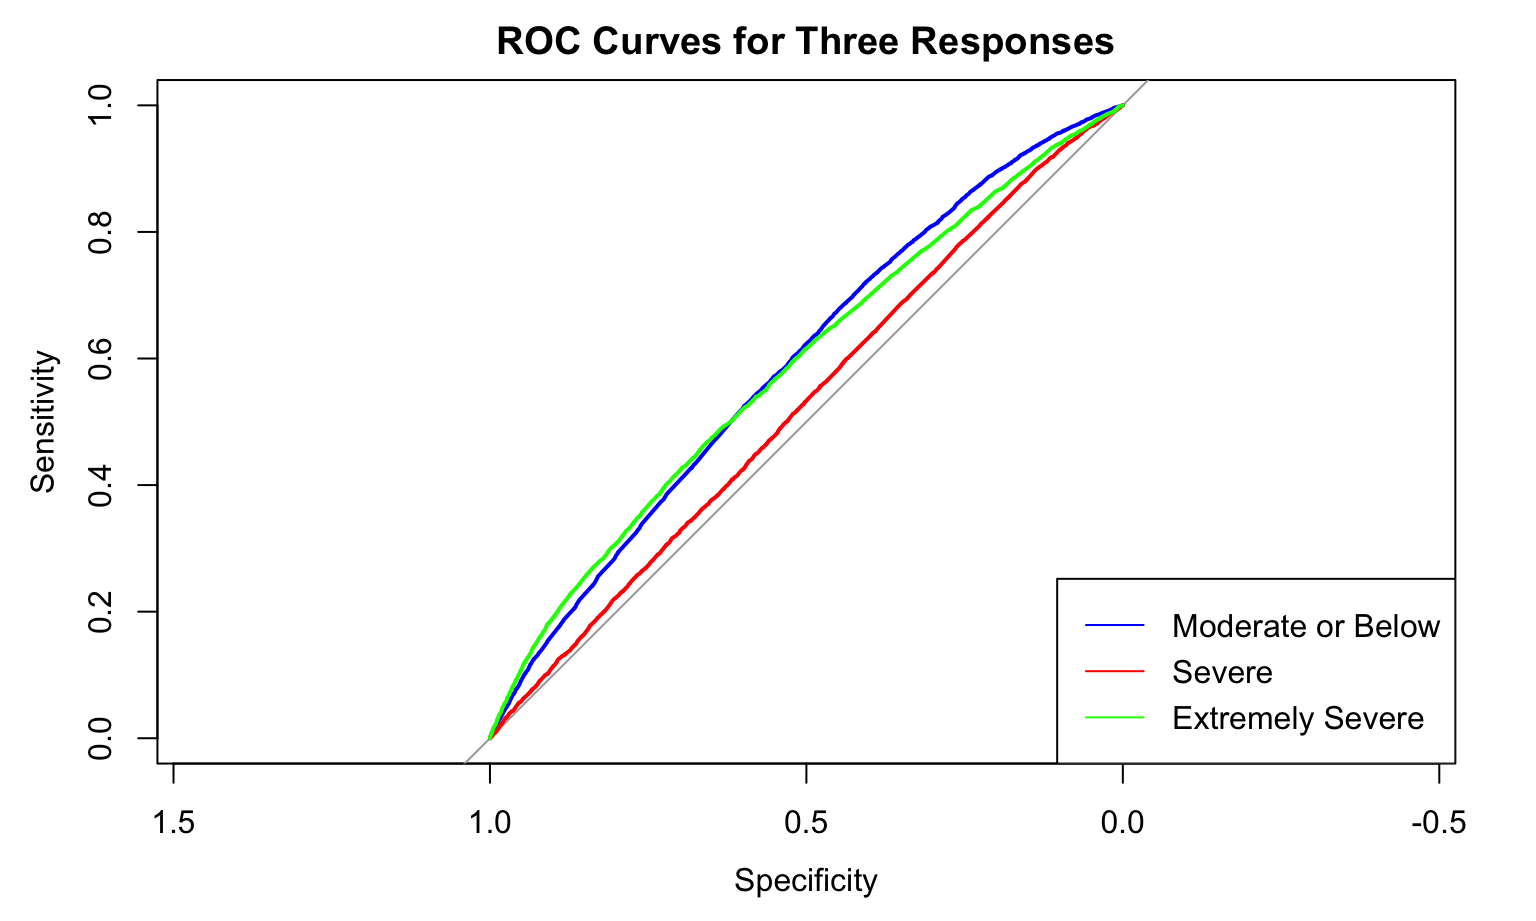 ROC Curves for Three Responses
Sensitivity
1.0
0.8
0.6
0.4
0.2
0.0
1.5 1.0 0.5 0.0 -0.5
Specificity
Moderate or Below
Severe
Extremely Severe